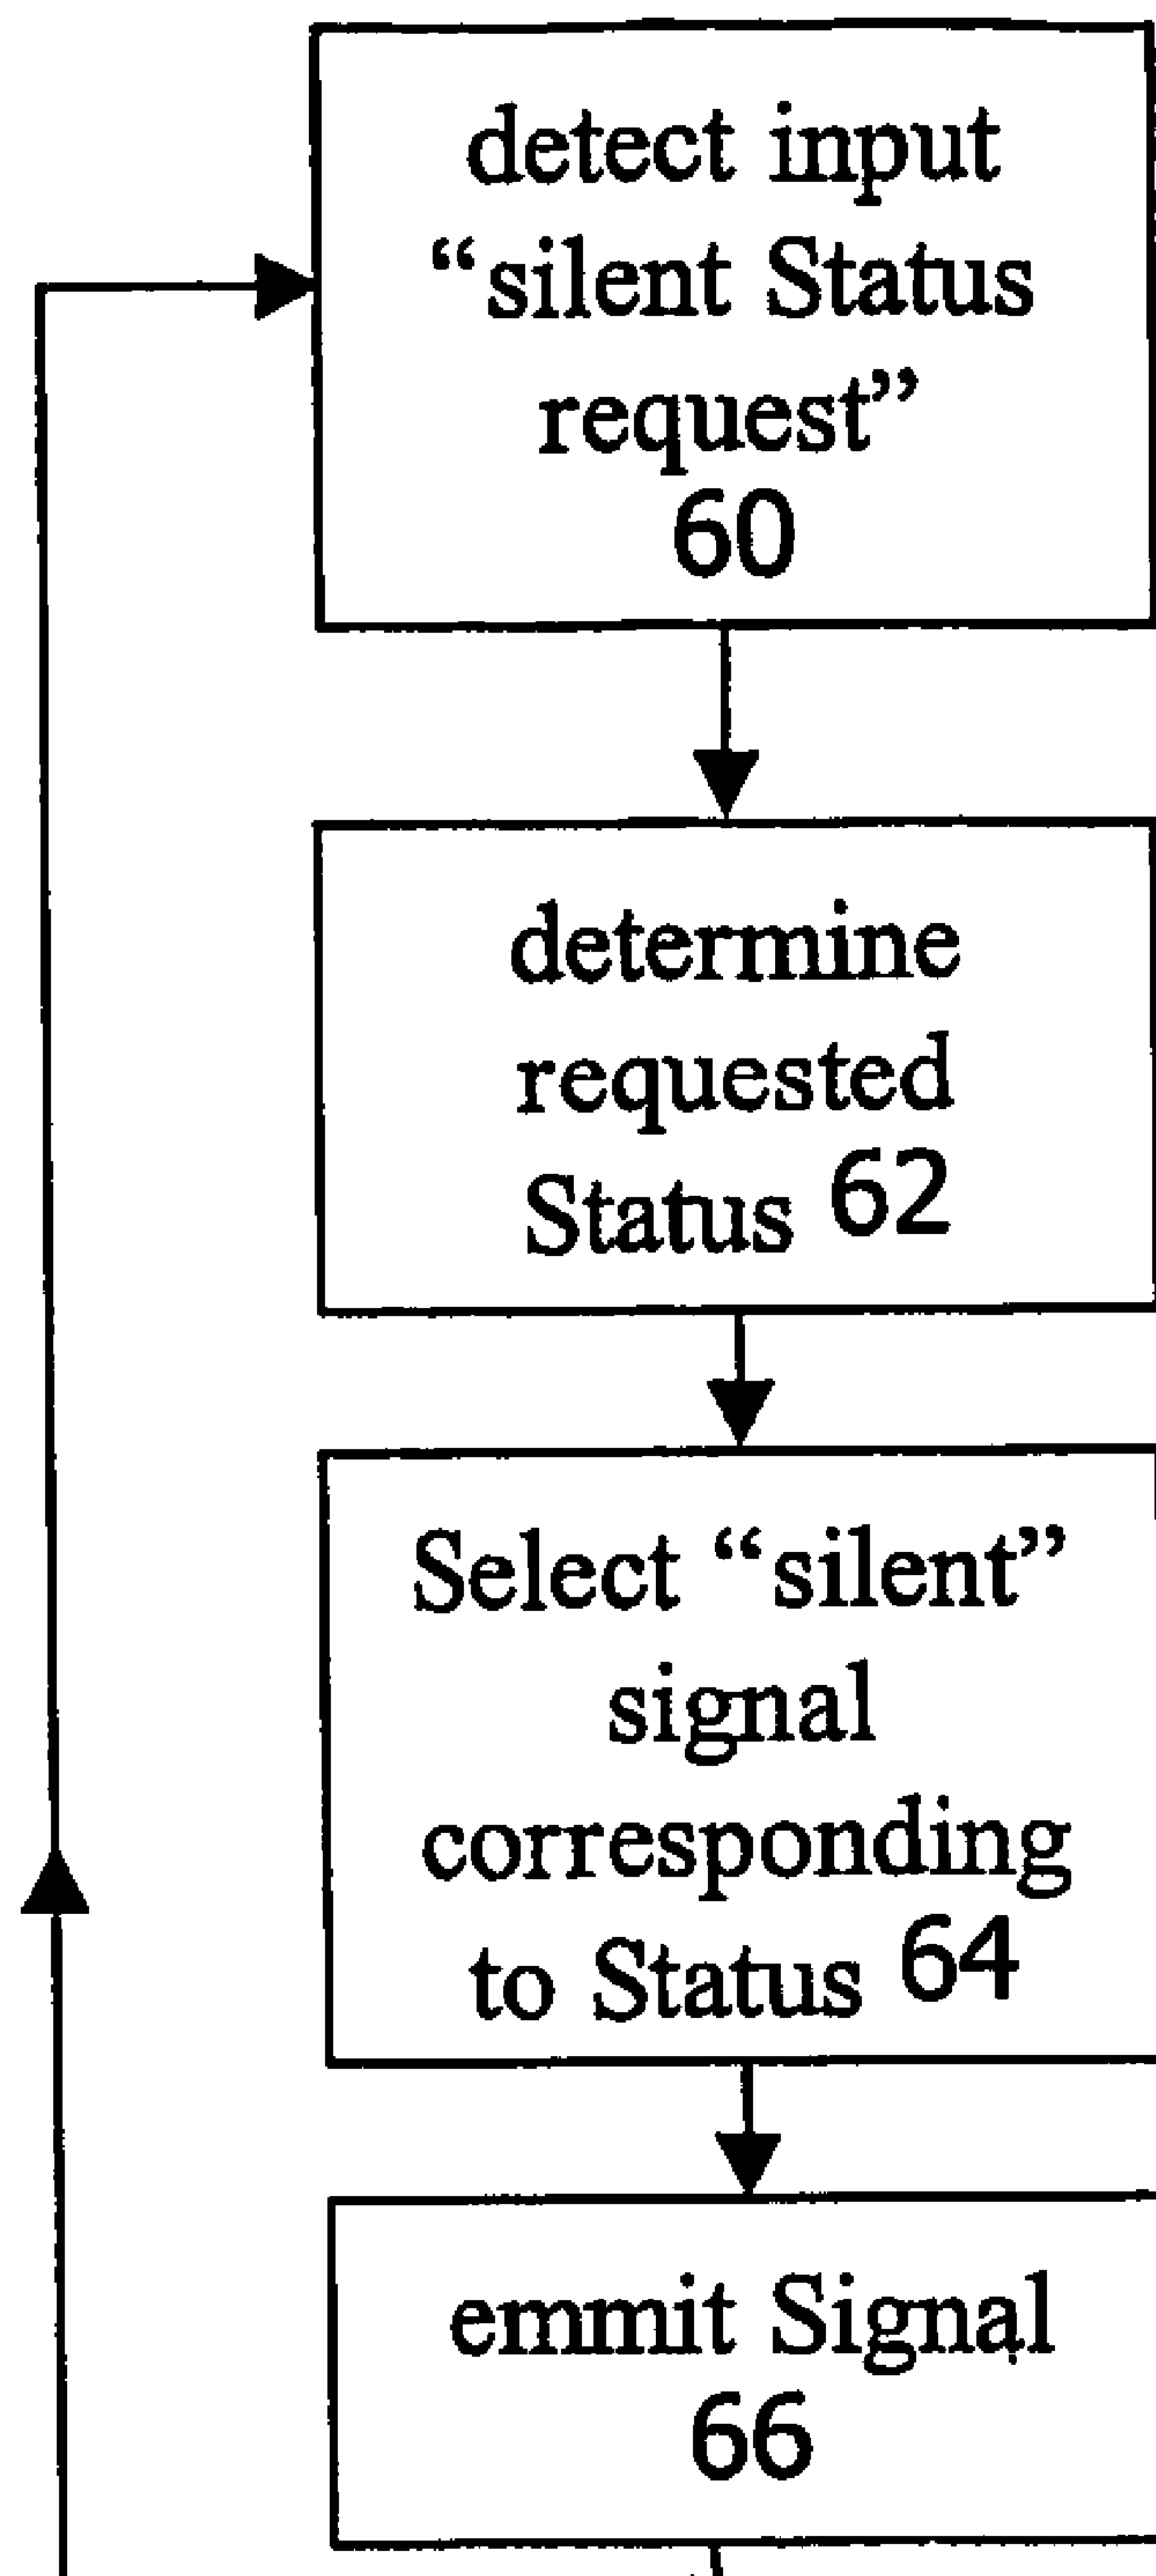 detect input
“silent Status
request”
60
determine
requested
Status 62
Select “silent”
signal
corresponding
to Status 64
emmit Signal
66